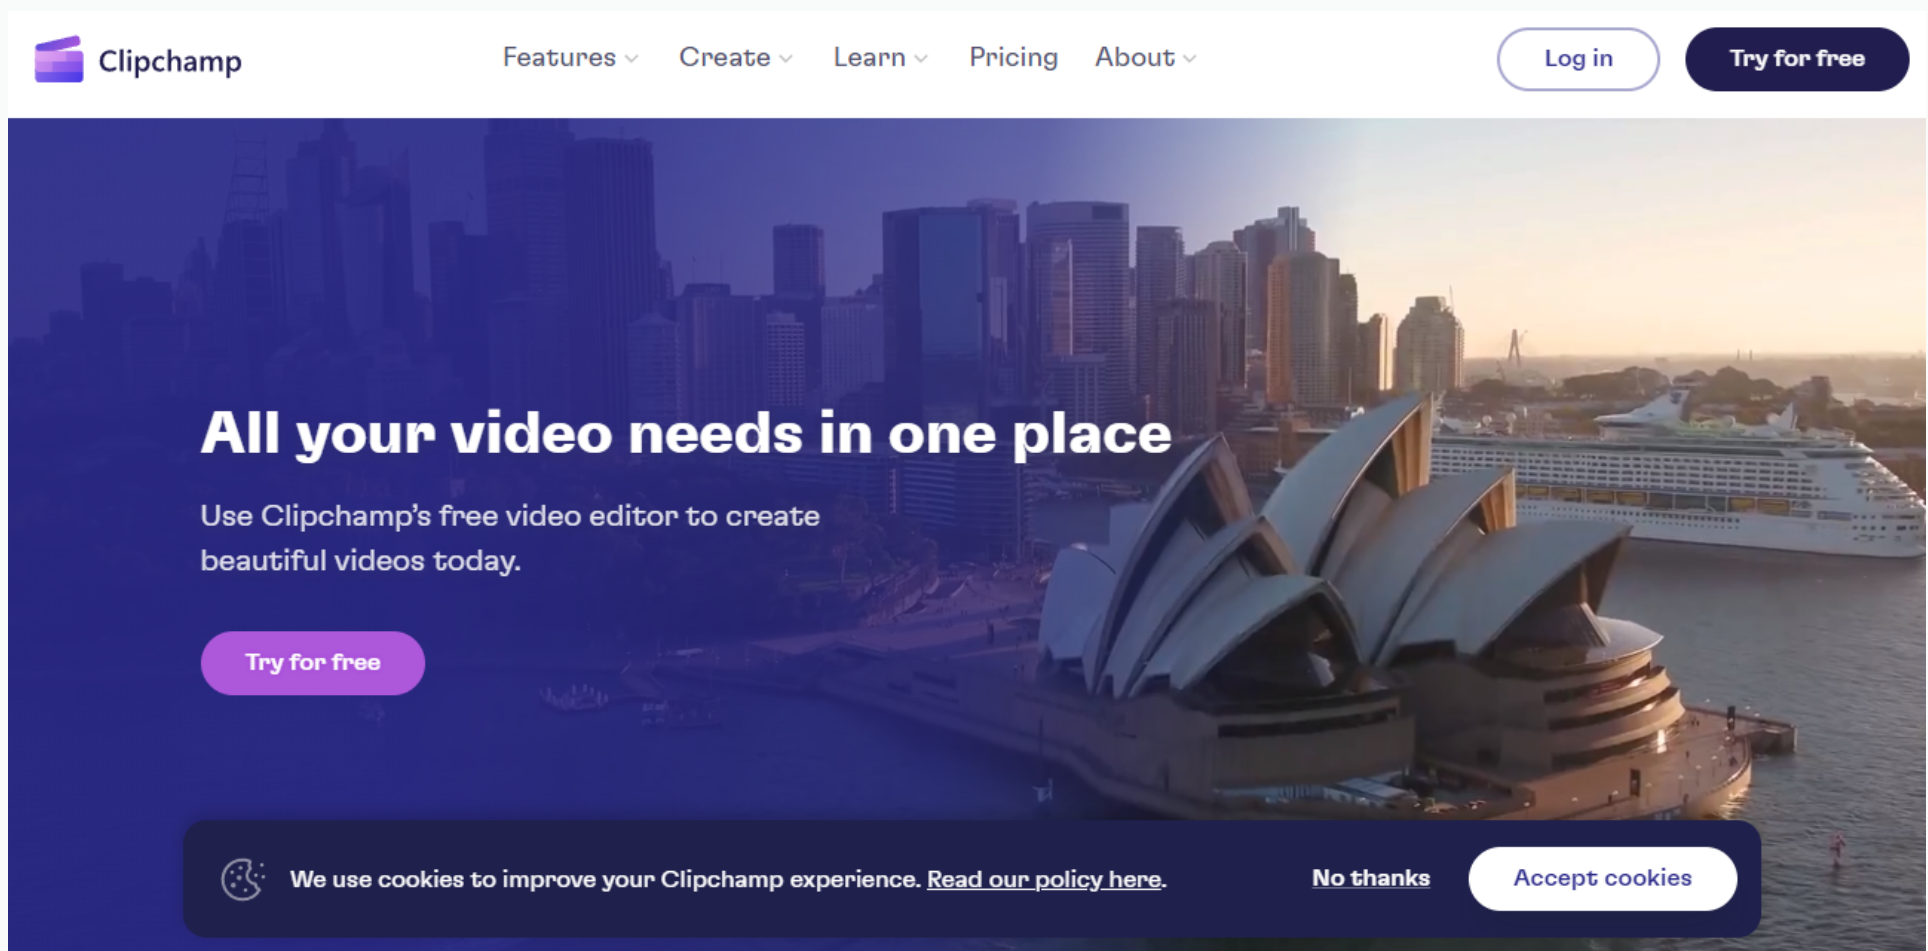 Clipchamp
Features
Create
Learn
Pricing
About
Log in
Try for free
All your video needs in one place
Use Clipchamp’s free video editor to create
beautiful videos today.
Try for free
We use cookies to improve your Clipchamp experience. Read our policy here.
No thanks
Accept cookies